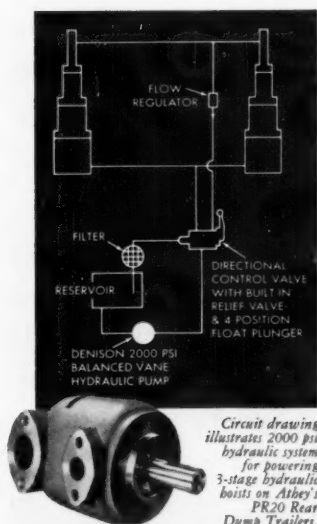 FLOW
REGULATOR
FILTER
RESERVOIR
DIRECTIONAL
CONTROL VALVE
WITH BUILT IN
RELIEF VALVE
& 4 POSITION
FLOAT PLUNGER
DENISON 2000 PSI
BALANCED VANE
HYDRAULIC PUMP
Circuit drawing
illustrates 2000 psi
hydraulic system
for powering
3-stage hydraulic
hoists on Athey's
PR20 Rear
Dump Trailers.